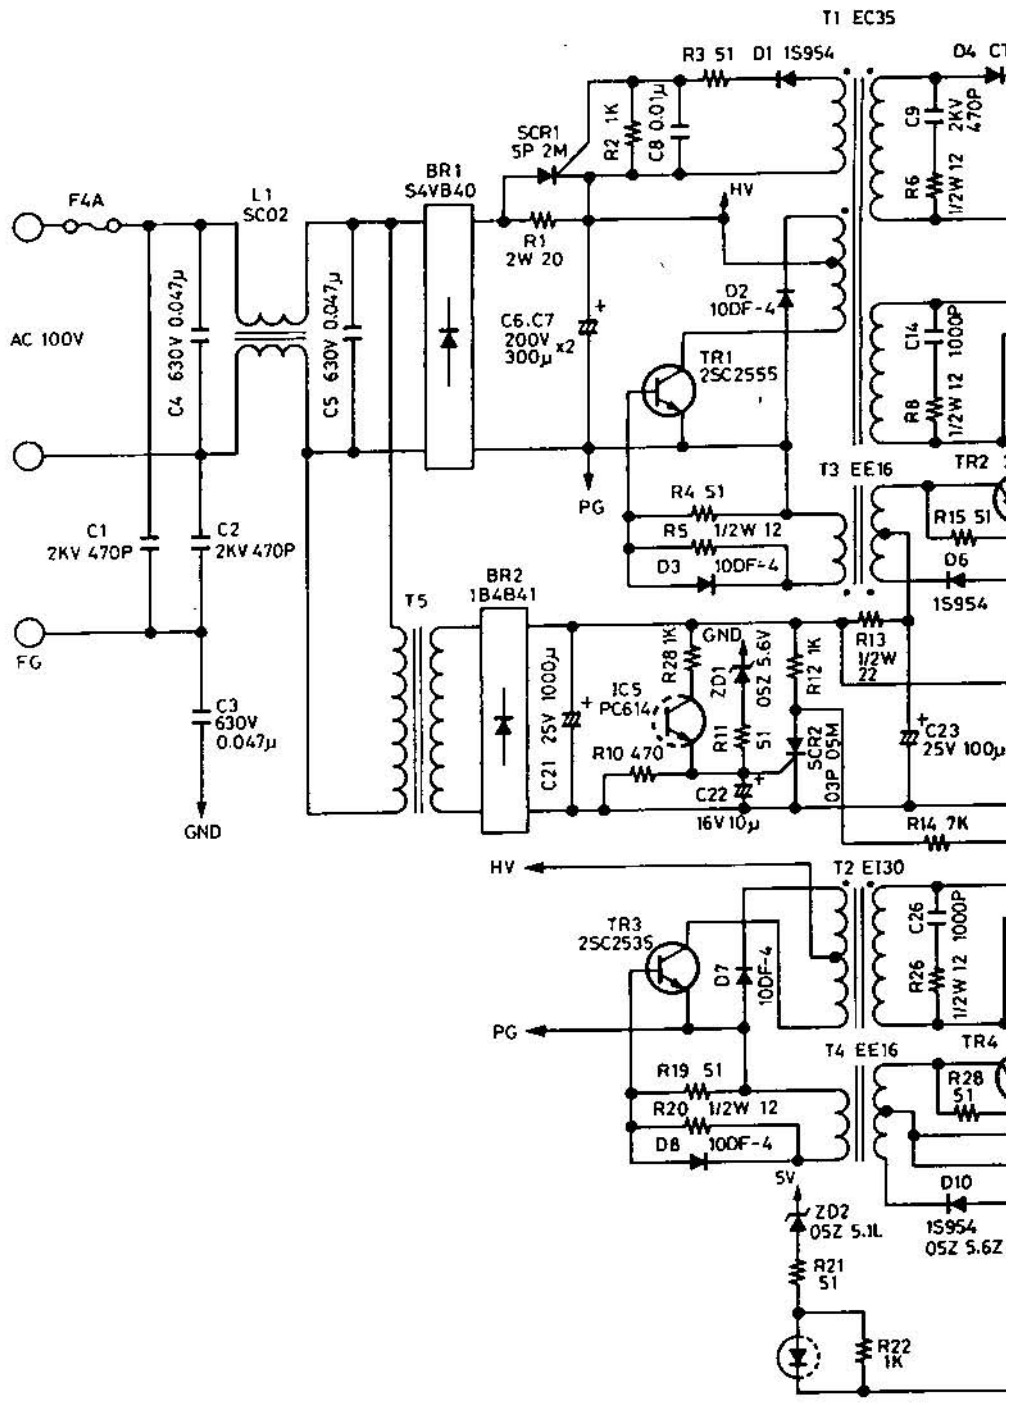 T1 EC35
R3 51
D1 1S954
D4
R2 1K
C8 0.01µ
SCR1
5P 2M
C9
2KV
470P
R6
1/2W 12
BR1
S4VB40
F4A
L1
SC02
HV
R1
2W 20
C4 630V 0.047µ
C5 630V 0.047µ
AC 100V
C6.C7
200V
300µ x2
D2
10DF-4
C14
1000P
R8
1/2W 12
TR1
2SC2555
T3 EE16
TR2
PG
R4 51
R5 1/2W 12
D3 10DF-4
R15 51
D6
1S954
C1
2KV 470P
C2
2KV 470P
BR2
1B4B41
T5
FG
GND
R28 1K
ZD1
05Z 5.6V
R12 1K
R13
1/2W
22
C3
630V
0.047µ
C21 25V 1000µ
IC5
PC614
R11
51
SCR2
03P 05M
C23
25V 100µ
R10 470
C22
16V 10µ
GND
R14 7K
HV
T2 EI30
TR3
2SC2535
D7
10DF-4
C26
1000P
R26
1/2W 12
PG
T4 EE16
TR4
R19 51
R20 1/2W 12
D8 10DF-4
R28
51
5V
D10
1S954
05Z 5.6Z
ZD2
05Z 5.1L
R21
51
R22
1K